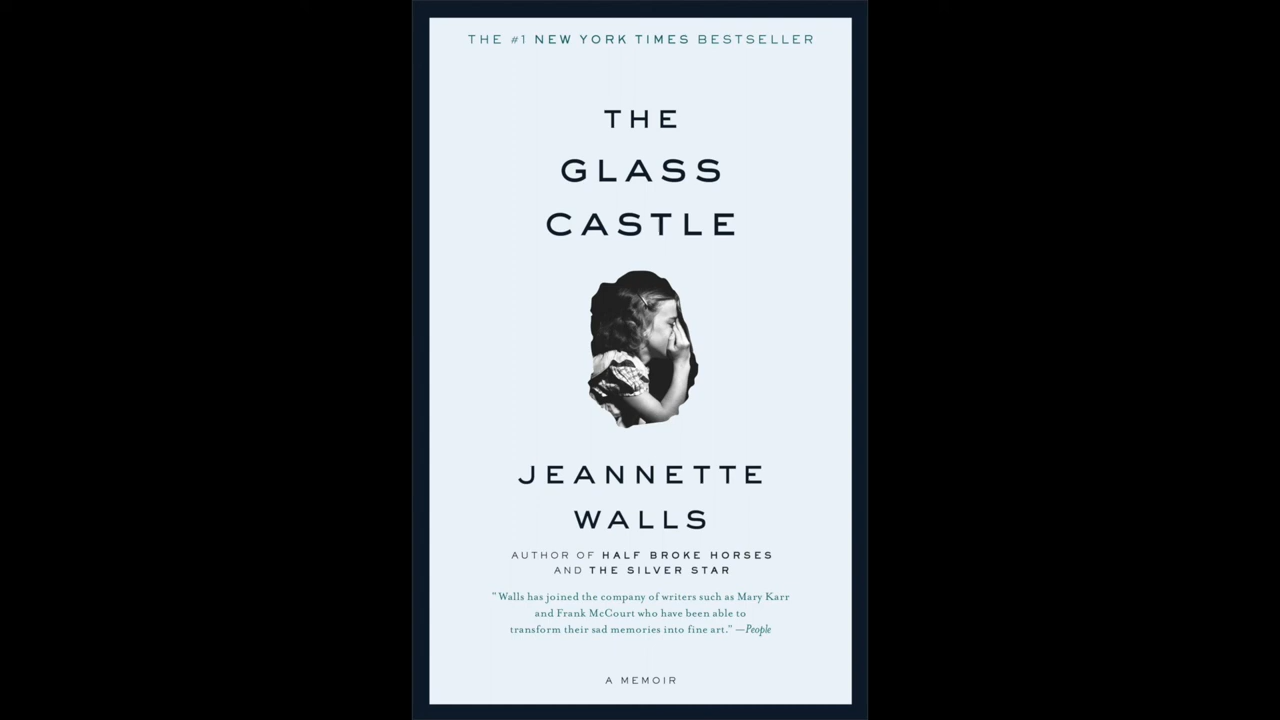 THE #1 NEW YORK TIMES BESTSELLER
THE
GLASS
CASTLE
JEANNETTE
WALLS
AUTHOR OF HALF BROKE HORSES
AND THE SILVER STAR
"Walls has joined the company of writers such as Mary Karr
and Frank McCourt who have been able to
transform their sad memories into fine art." —People
A MEMOIR